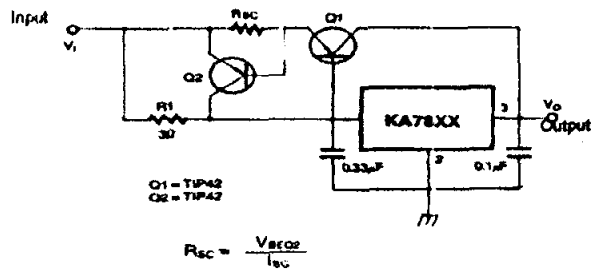 Input
Vi
RSC
Q1
Q2
R1
3Ω
KA78XX
3
Vo
Output
2
0.33μF
0.1μF
Q1 = TIP42
Q2 = TIP42
RSC = VBEQ2 / ISC